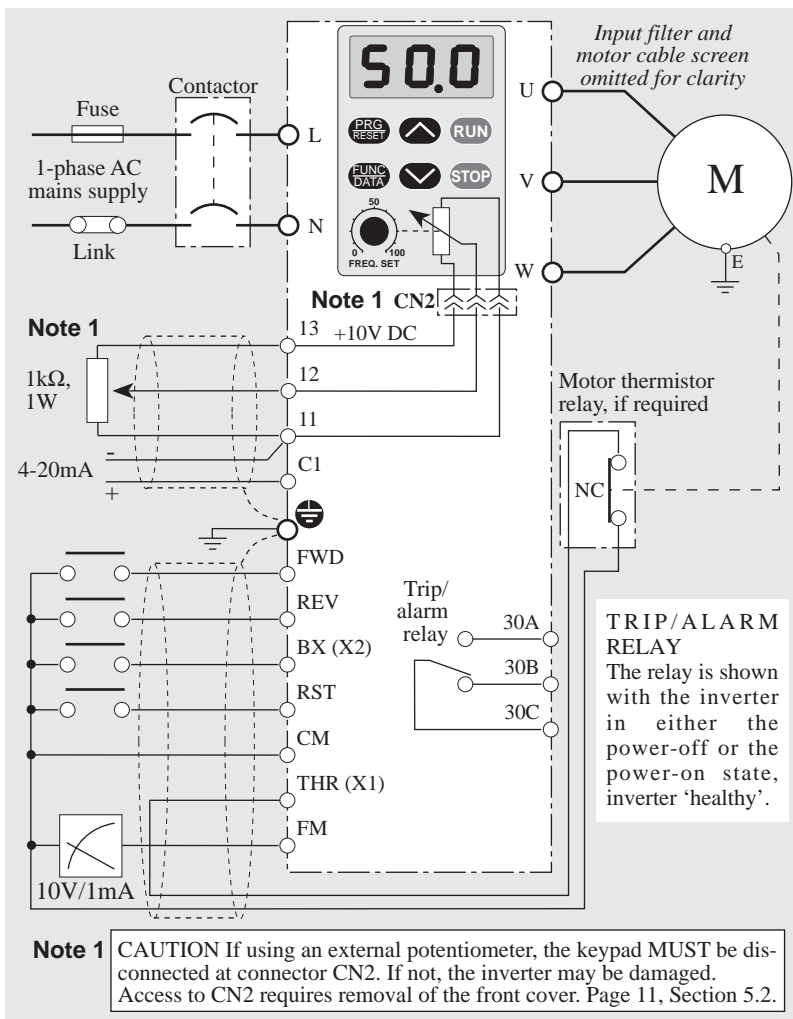 Input filter and
motor cable screen
omitted for clarity
50.0
Contactor
Fuse
U
L
PRG
RESET
RUN
1-phase AC
mains supply
FUNC
DATA
STOP
V
M
50
N
Link
0
100
FREQ. SET
W
E
Note 1 CN2
Note 1
13
+10V DC
1kΩ,
1W
12
Motor thermistor
relay, if required
11
-
4-20mA
C1
+
NC
FWD
Trip/
alarm
relay
REV
30A
BX (X2)
30B
RST
30C
CM
THR (X1)
FM
10V/1mA
TRIP/ALARM
RELAY
The relay is shown
with the inverter
in either the
power-off or the
power-on state,
inverter ‘healthy’.
Note 1 CAUTION If using an external potentiometer, the keypad MUST be dis-
connected at connector CN2. If not, the inverter may be damaged.
Access to CN2 requires removal of the front cover. Page 11, Section 5.2.